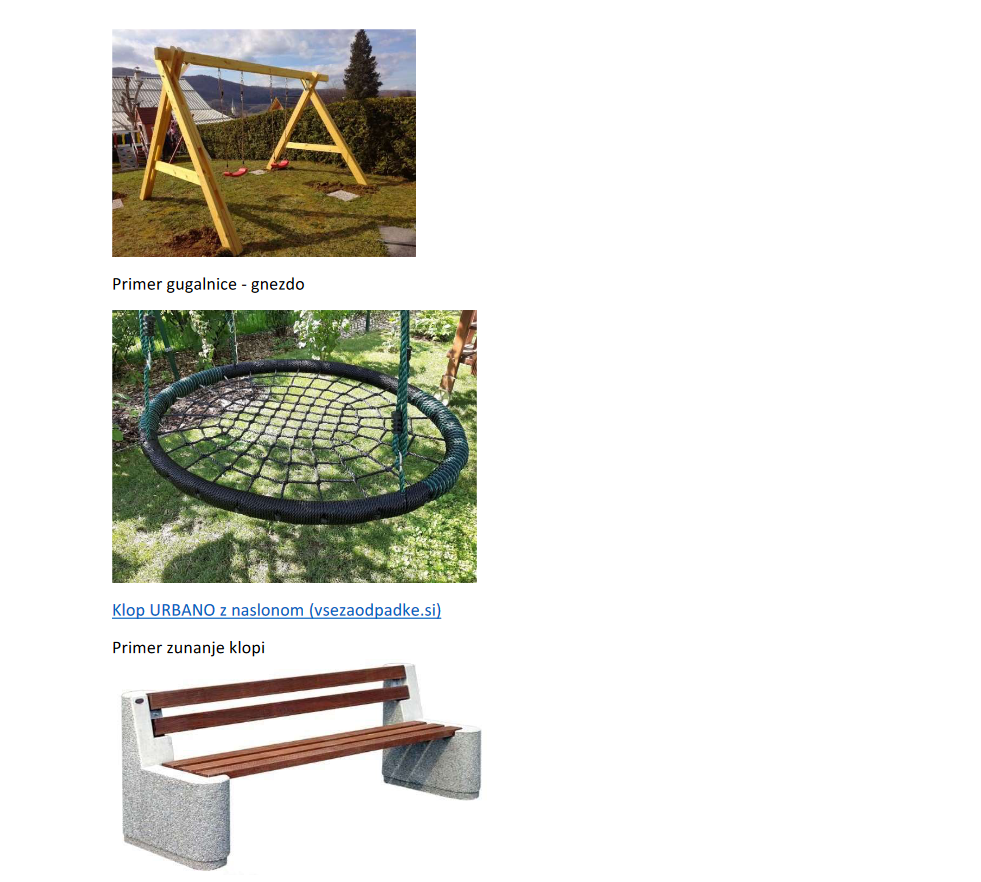 Primer gugalnice - gnezdo
Klop URBANO z naslonom (vsezaodpadke.si)
Primer zunanje klopi